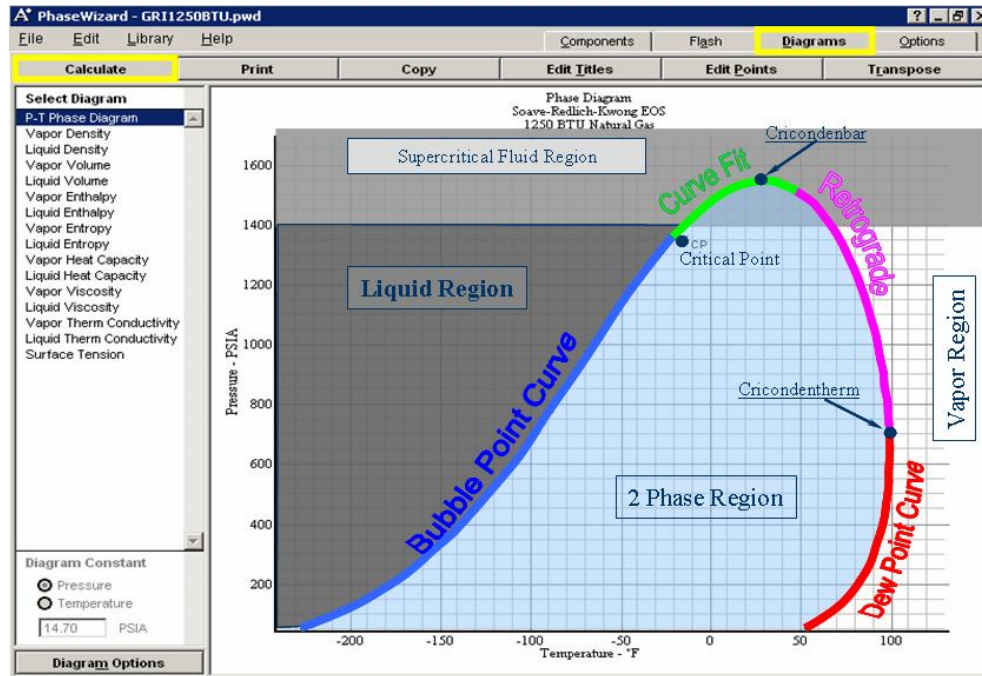 PhaseWizard - GRI1250BTU.pwd
File Edit Library Help
Components Flash Diagrams Options
Calculate Print Copy Edit Titles Edit Points Transpose
Select Diagram
P-T Phase Diagram
Vapor Density
Liquid Density
Vapor Volume
Liquid Volume
Vapor Enthalpy
Liquid Enthalpy
Vapor Entropy
Liquid Entropy
Vapor Heat Capacity
Liquid Heat Capacity
Vapor Viscosity
Liquid Viscosity
Vapor Therm Conductivity
Liquid Therm Conductivity
Surface Tension
Diagram Constant
Pressure
Temperature
14.70 PSIA
Diagram Options
Phase Diagram
Soave-Redlich-Kwong EOS
1250 BTU Natural Gas
Cricondenbar
Supercritical Fluid Region
Curve Fit
Retrograde
CP
Critical Point
Liquid Region
Bubble Point Curve
Cricondentherm
Vapor Region
2 Phase Region
Dew Point Curve
Pressure - PSIA
1600
1400
1200
1000
800
600
400
200
-200 -150 -100 -50 0 50 100
Temperature - °F